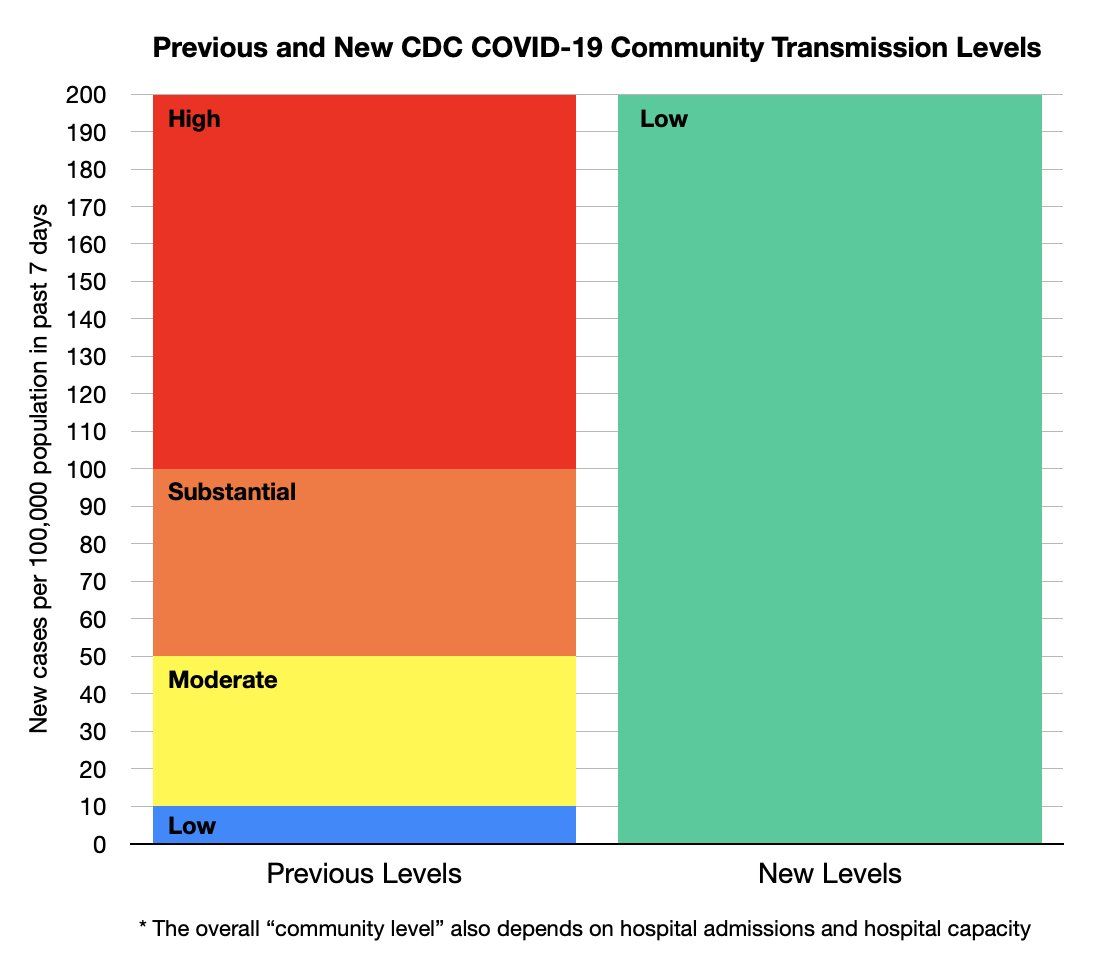 Previous and New CDC COVID-19 Community Transmission Levels
New cases per 100,000 population in past 7 days
200
190
180
170
160
150
140
130
120
110
100
90
80
70
60
50
40
30
20
10
0
High
Substantial
Moderate
Low
Low
Previous Levels
New Levels
* The overall “community level” also depends on hospital admissions and hospital capacity